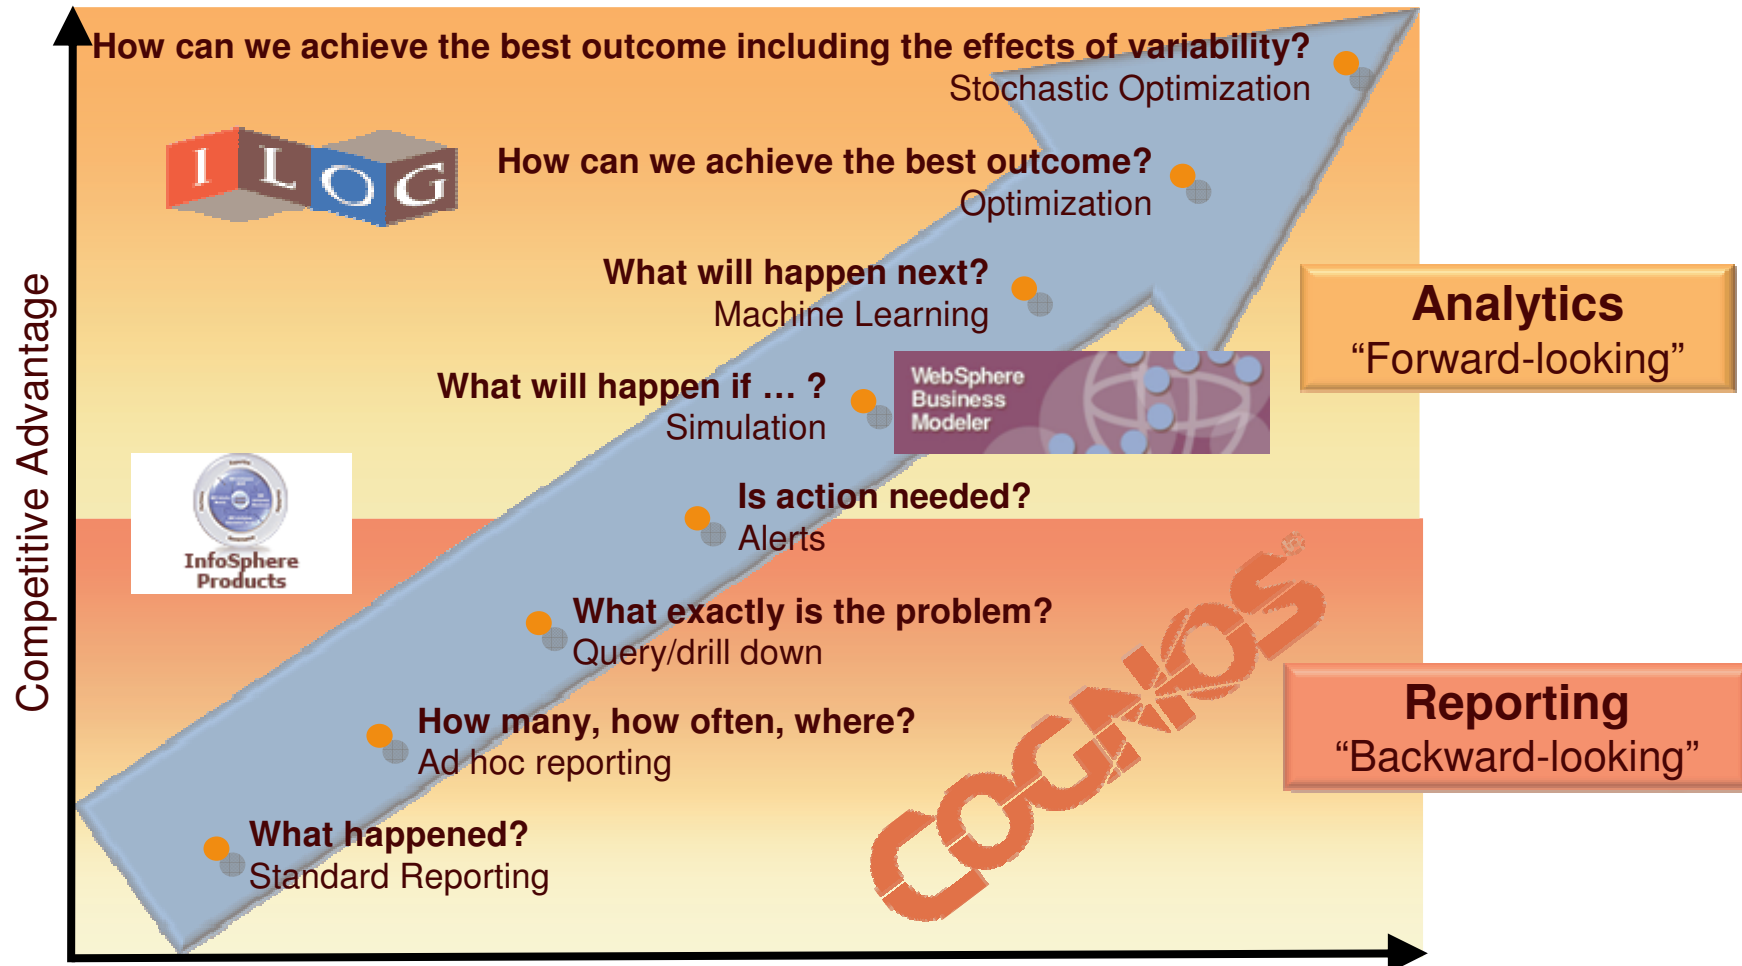 How can we achieve the best outcome including the effects of variability?
Stochastic Optimization
ILOG
How can we achieve the best outcome?
Optimization
What will happen next?
Machine Learning
Analytics
“Forward-looking”
What will happen if … ?
Simulation
WebSphere
Business
Modeler
Competitive Advantage
InfoSphere
Products
Is action needed?
Alerts
What exactly is the problem?
Query/drill down
COGNOS
Reporting
“Backward-looking”
How many, how often, where?
Ad hoc reporting
What happened?
Standard Reporting